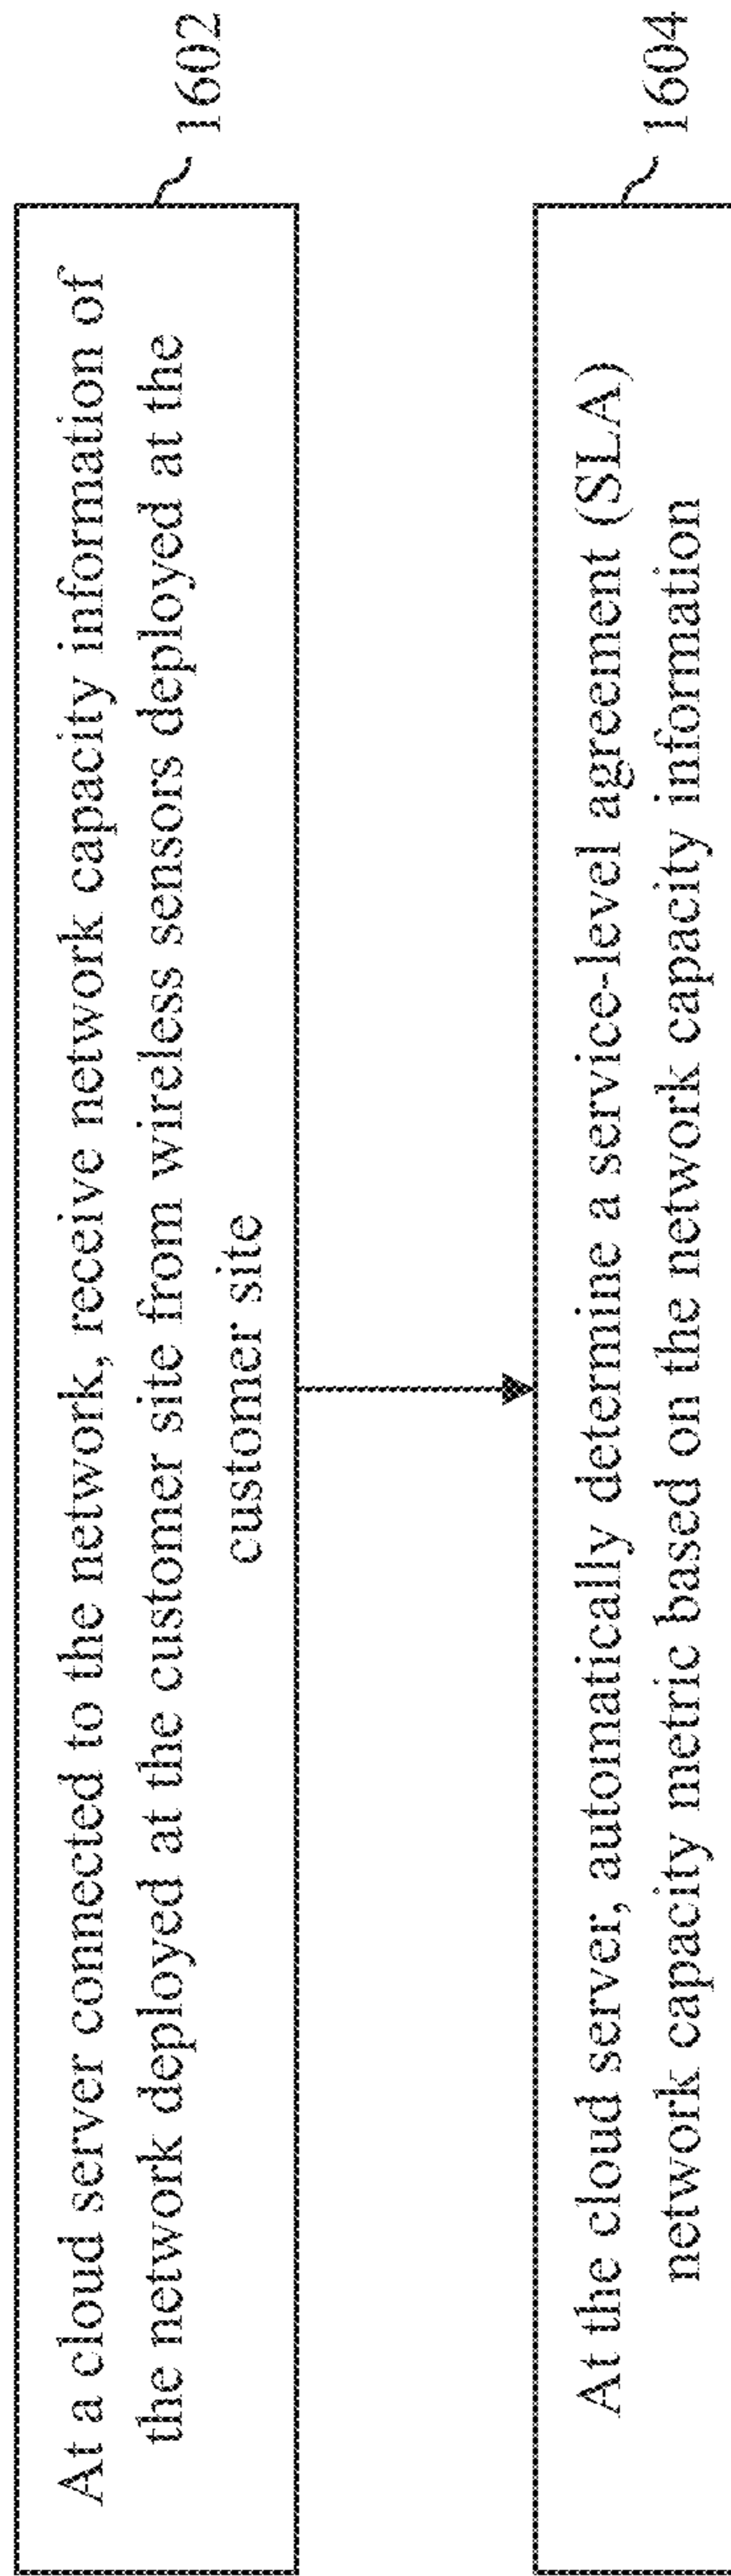 1602
At a cloud server connected to the network, receive network capacity information of
the network deployed at the customer site from wireless sensors deployed at the
customer site
1604
At the cloud server, automatically determine a service-level agreement (SLA)
network capacity metric based on the network capacity information